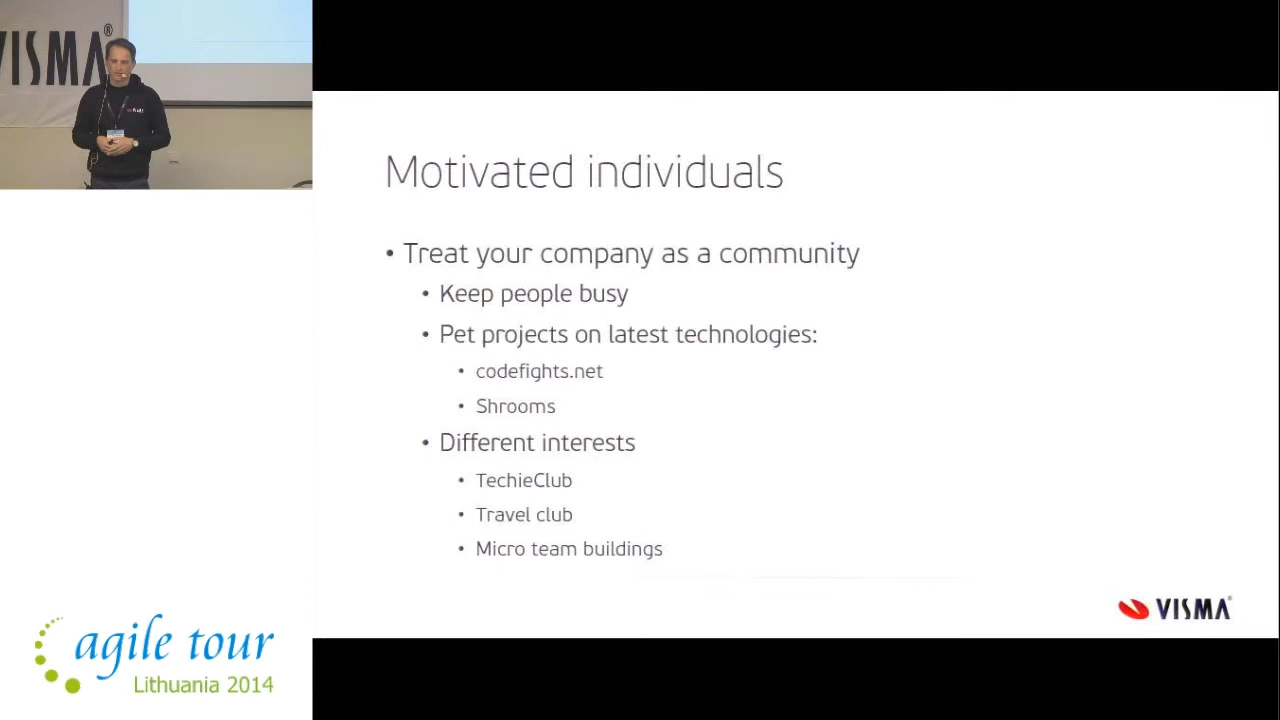 VISMA®
Motivated individuals
• Treat your company as a community
• Keep people busy
• Pet projects on latest technologies:
• codefights.net
• Shrooms
• Different interests
• TechieClub
• Travel club
• Micro team buildings
VISMA®
agile tour
Lithuania 2014